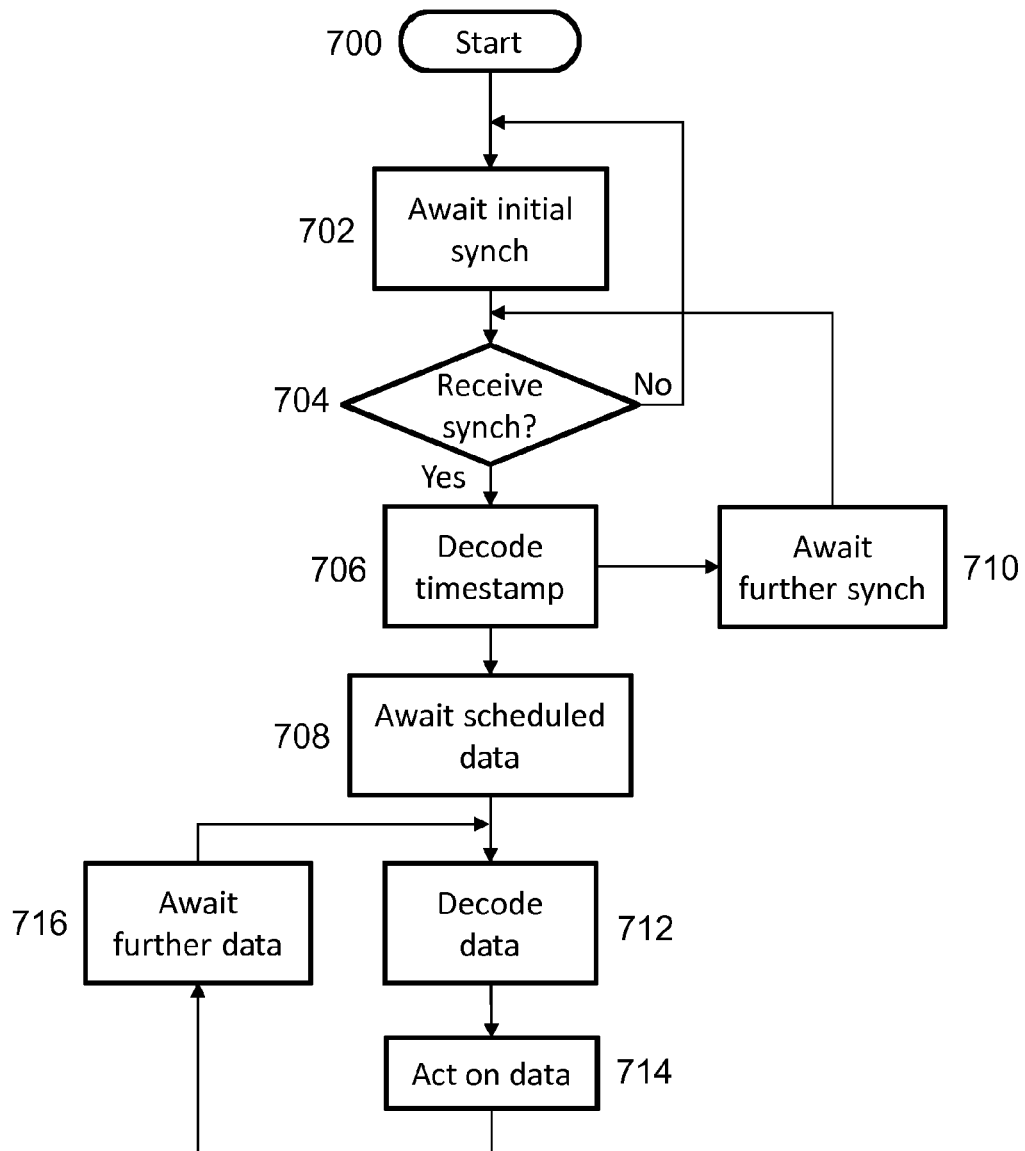 700
Start
702
Await initial
synch
704
Receive
synch?
No
Yes
706
Decode
timestamp
Await
further synch
710
708
Await scheduled
data
716
Await
further data
Decode
data
712
Act on data
714